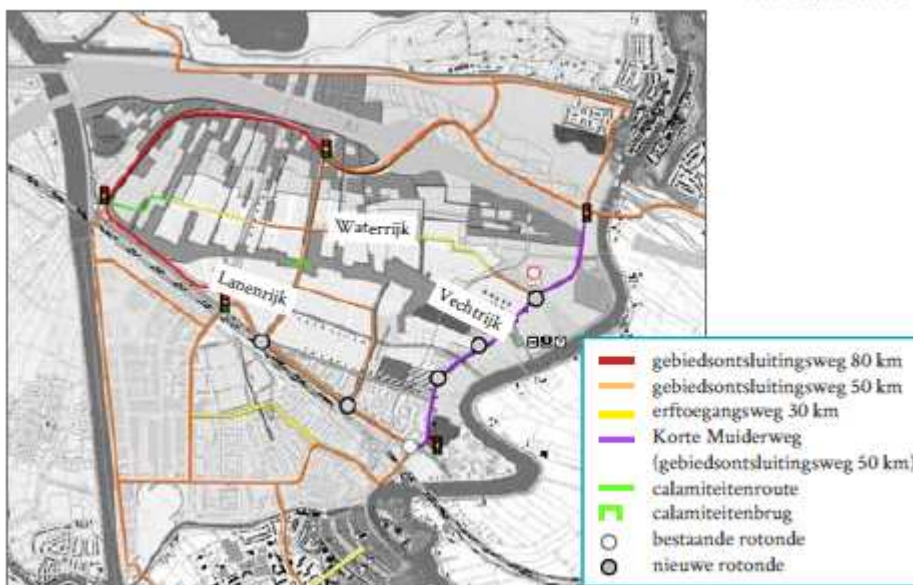 Waterrijk
Lanenrijk
Vechtrijk
gebiedsontsluitingsweg 80 km
gebiedsontsluitingsweg 50 km
erftoegangsweg 30 km
Korte Muiderweg
(gebiedsontsluitingsweg 50 km)
calamiteitenroute
calamiteitenbrug
bestaande rotonde
nieuwe rotonde